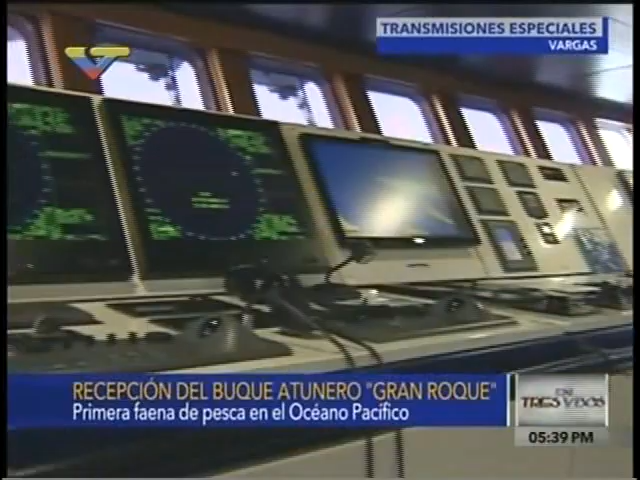 TRANSMISIONES ESPECIALES
VARGAS
RECEPCIÓN DEL BUQUE ATUNERO "GRAN ROQUE"
Primera faena de pesca en el Océano Pacífico
EN
TRES Y DOS
05:39 PM